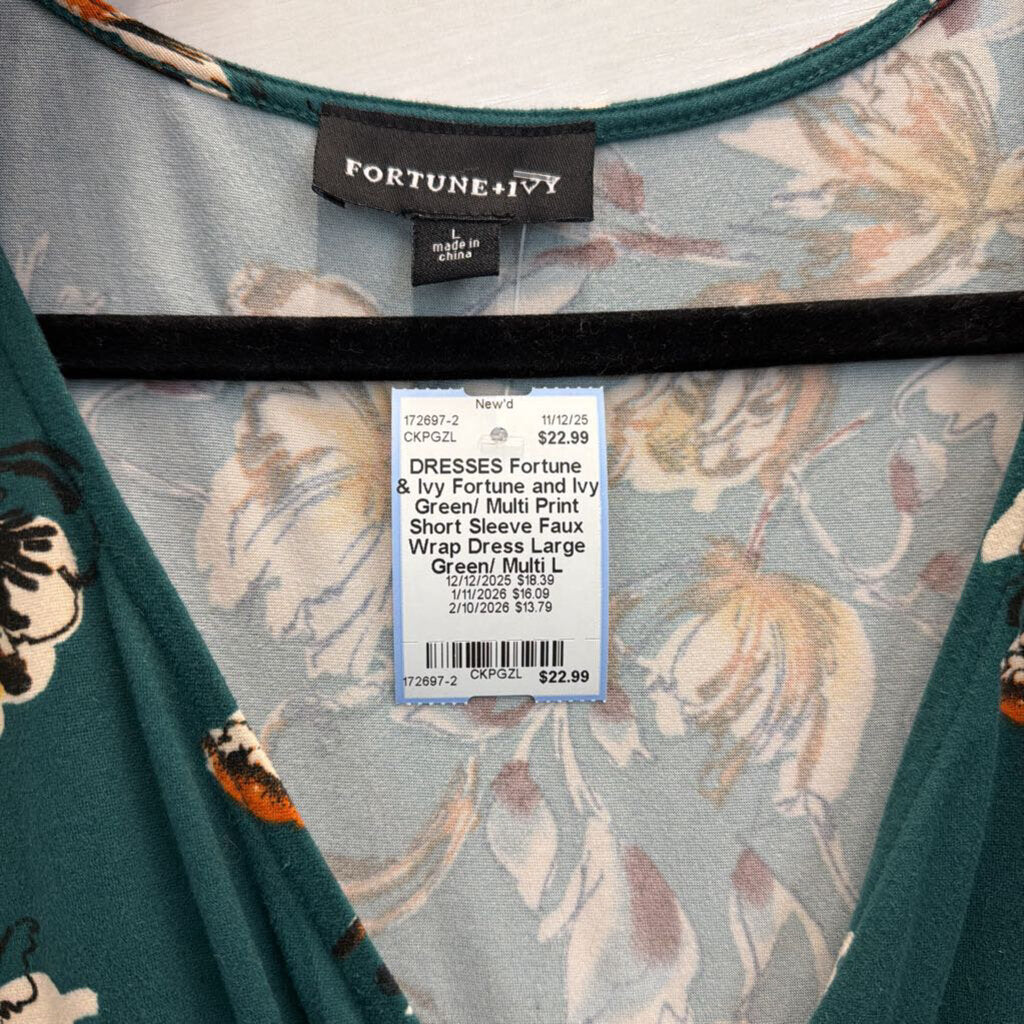 FORTUNE+IVY
L
made in
china
New'd
172697-2 11/12/25
CKPGZL $22.99
DRESSES Fortune
& Ivy Fortune and Ivy
Green/ Multi Print
Short Sleeve Faux
Wrap Dress Large
Green/ Multi L
12/12/2025 $18.39
1/11/2026 $16.09
2/10/2026 $13.79
172697-2 CKPGZL $22.99